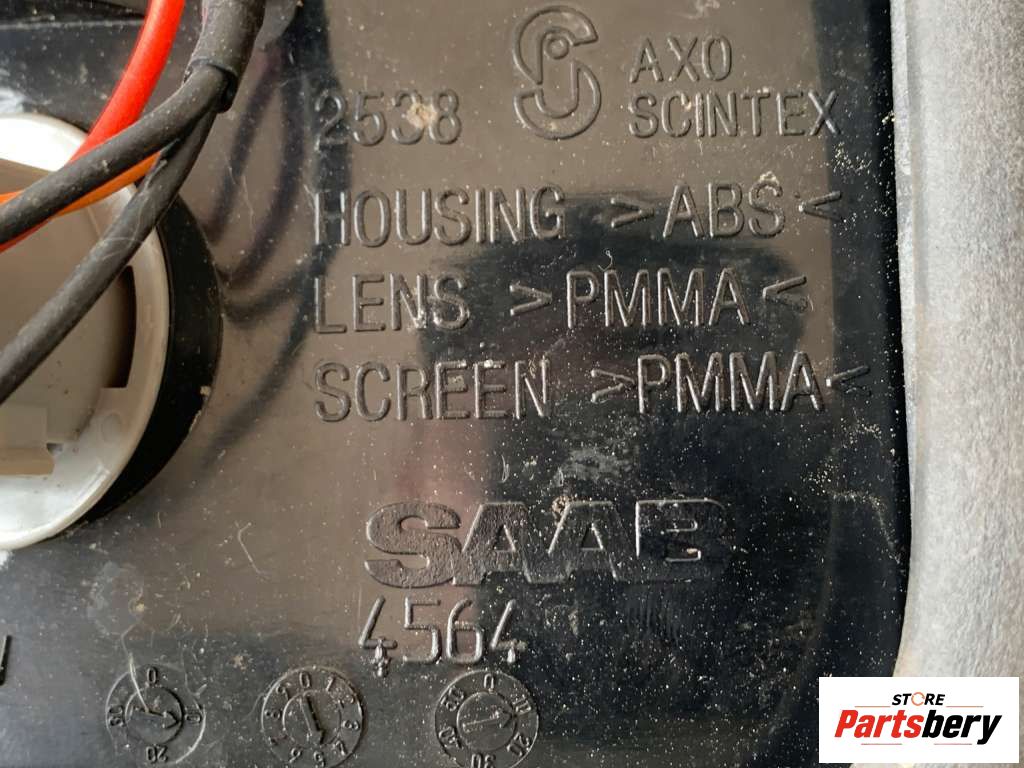 AXO
2538 SCINTEX
HOUSING >ABS<
LENS >PMMA<
SCREEN >PMMA<
SAAB
4564
STORE
Partsbery